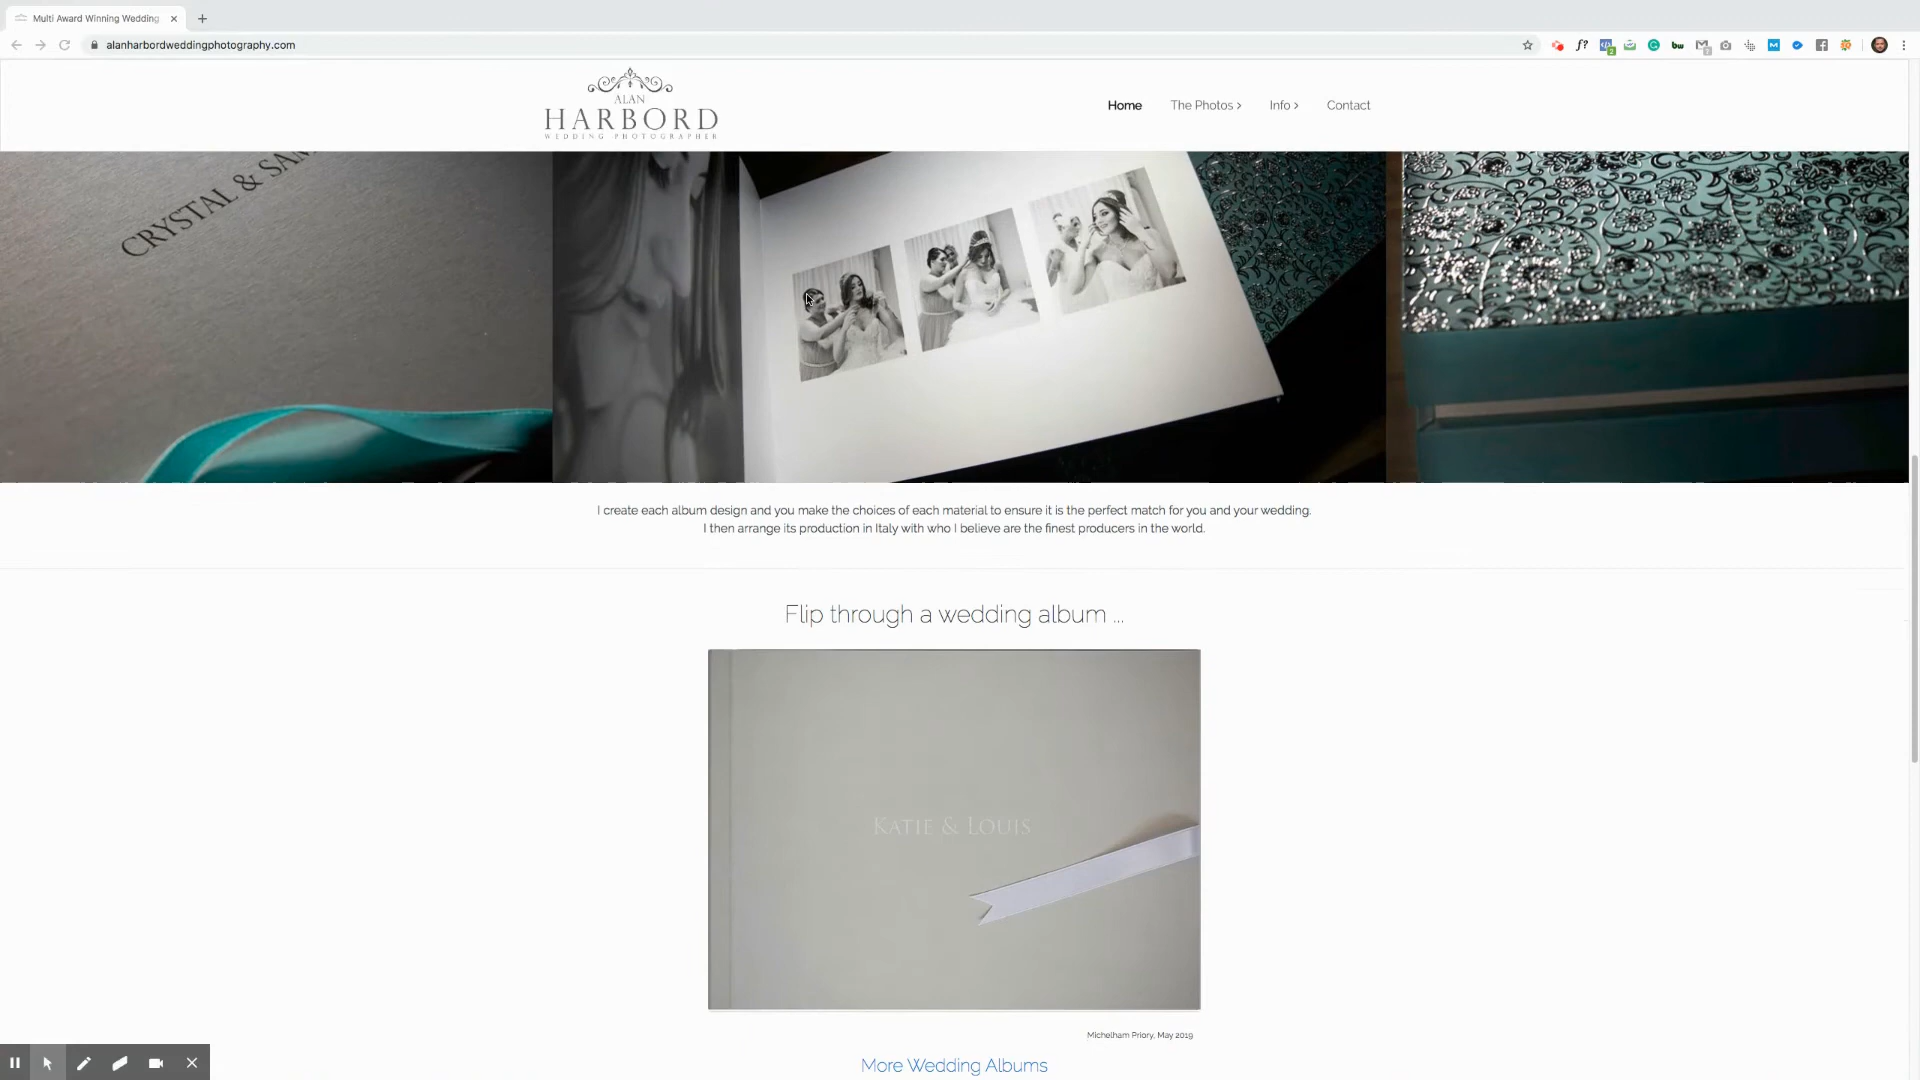 Multi Award Winning Wedding
alanharbordweddingphotography.com
ALAN
HARBORD
WEDDING PHOTOGRAPHER
Home
The Photos >
Info >
Contact
CRYSTAL & SAM
I create each album design and you make the choices of each material to ensure it is the perfect match for you and your wedding.
I then arrange its production in Italy with who I believe are the finest producers in the world.
Flip through a wedding album ...
KATIE & LOUIS
Michelham Priory, May 2019
More Wedding Albums